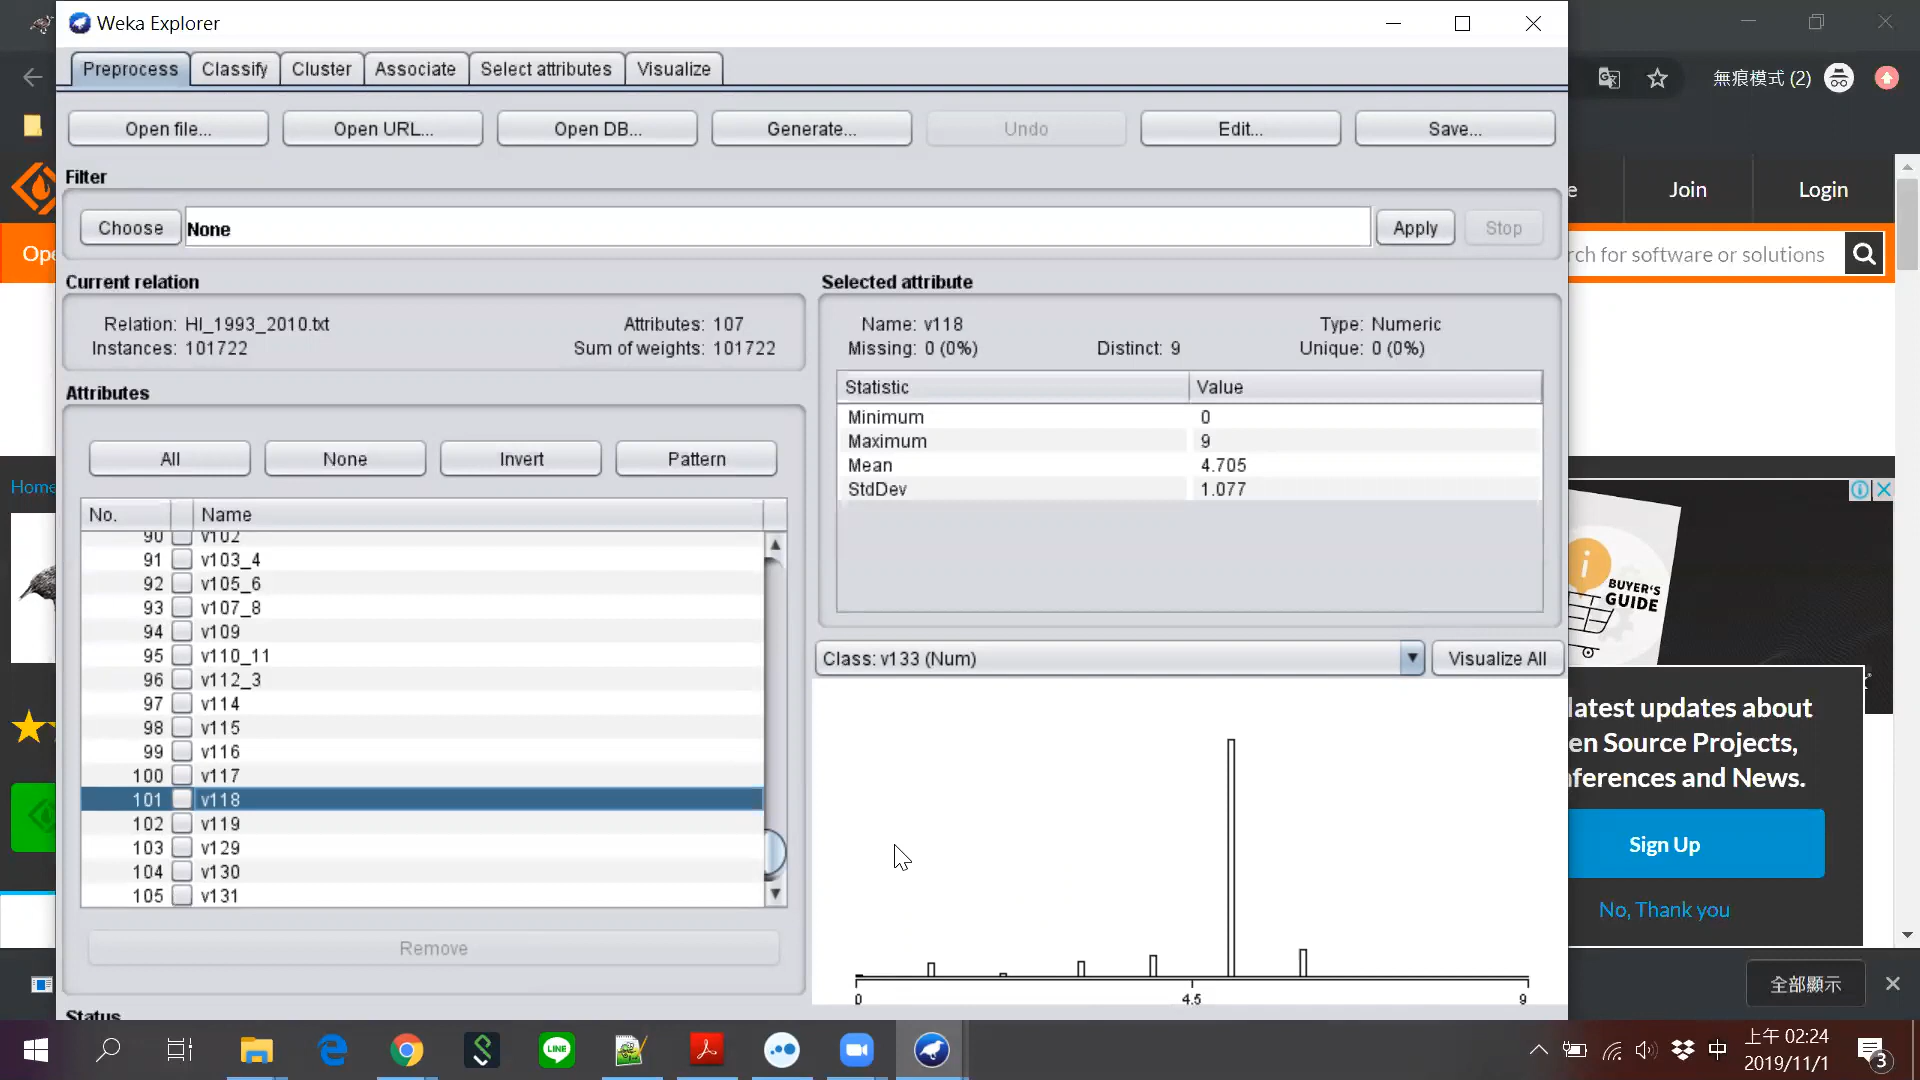 Weka Explorer
Preprocess Classify Cluster Associate Select attributes Visualize
無痕模式 (2)
Open file... Open URL... Open DB... Generate... Undo Edit... Save...
Filter
Choose None Apply Stop
Join Login
Ope
rch for software or solutions
Current relation
Relation: HI_1993_2010.txt Attributes: 107
Instances: 101722 Sum of weights: 101722
Selected attribute
Name: v118 Type: Numeric
Missing: 0 (0%) Distinct: 9 Unique: 0 (0%)
Statistic Value
Minimum 0
Maximum 9
Mean 4.705
StdDev 1.077
Attributes
All None Invert Pattern
No. Name
90 v102
91 v103_4
92 v105_6
93 v107_8
94 v109
95 v110_11
96 v112_3
97 v114
98 v115
99 v116
100 v117
101 v118
102 v119
103 v129
104 v130
105 v131
Remove
Status
Class: v133 (Num) Visualize All
0 4.5 9
Home
BUYER'S
GUIDE
latest updates about
en Source Projects,
nferences and News.
Sign Up
No, Thank you
全部顯示
LINE
中
上午 02:24
2019/11/1
3